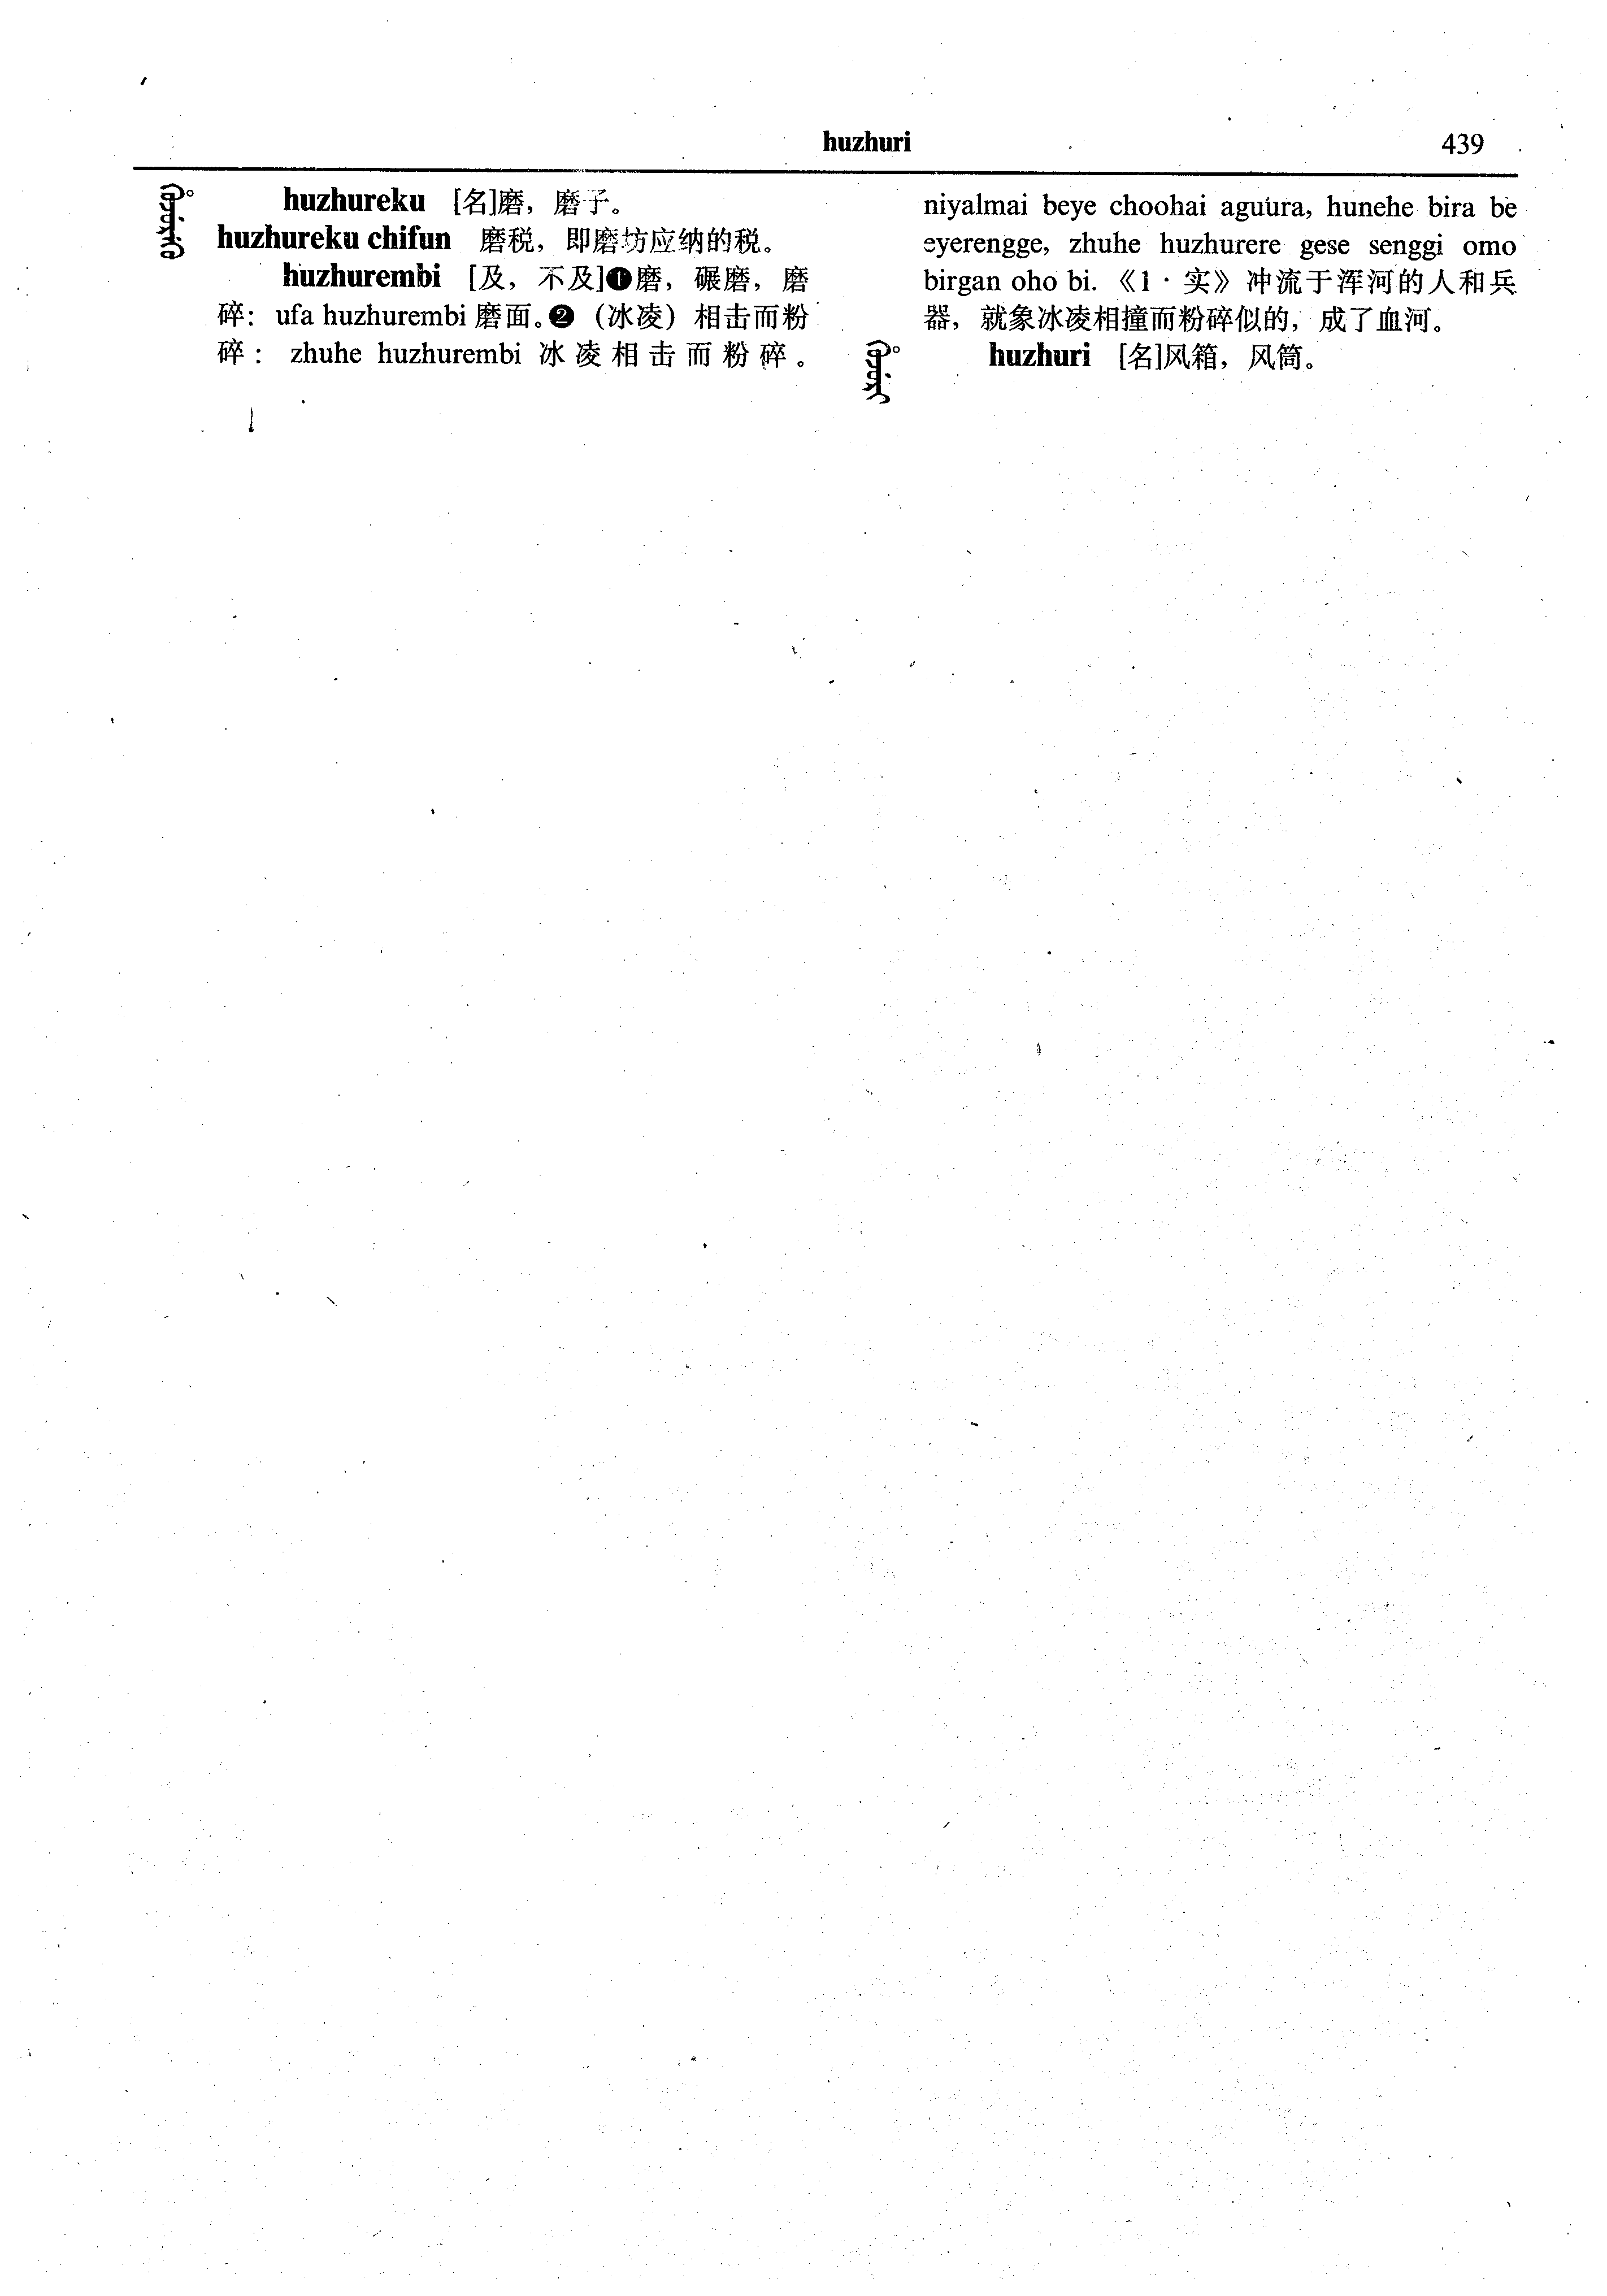 huzhuri 439
huzhureku [名]磨，磨子。
huzhureku chifun 磨税，即磨坊应纳的税。
huzhurembi [及，不及]❶磨，碾磨，磨
碎：ufa huzhurembi 磨面。❷（冰凌）相击而粉
碎：zhuhe huzhurembi 冰凌相击而粉碎。
niyalmai beye choohai aguura, hunehe bira be
eyerengge, zhuhe huzhurere gese senggi omo
birgan oho bi.《1·实》冲流于浑河的人和兵
器，就象冰凌相撞而粉碎似的，成了血河。
huzhuri [名]风箱，风筒。